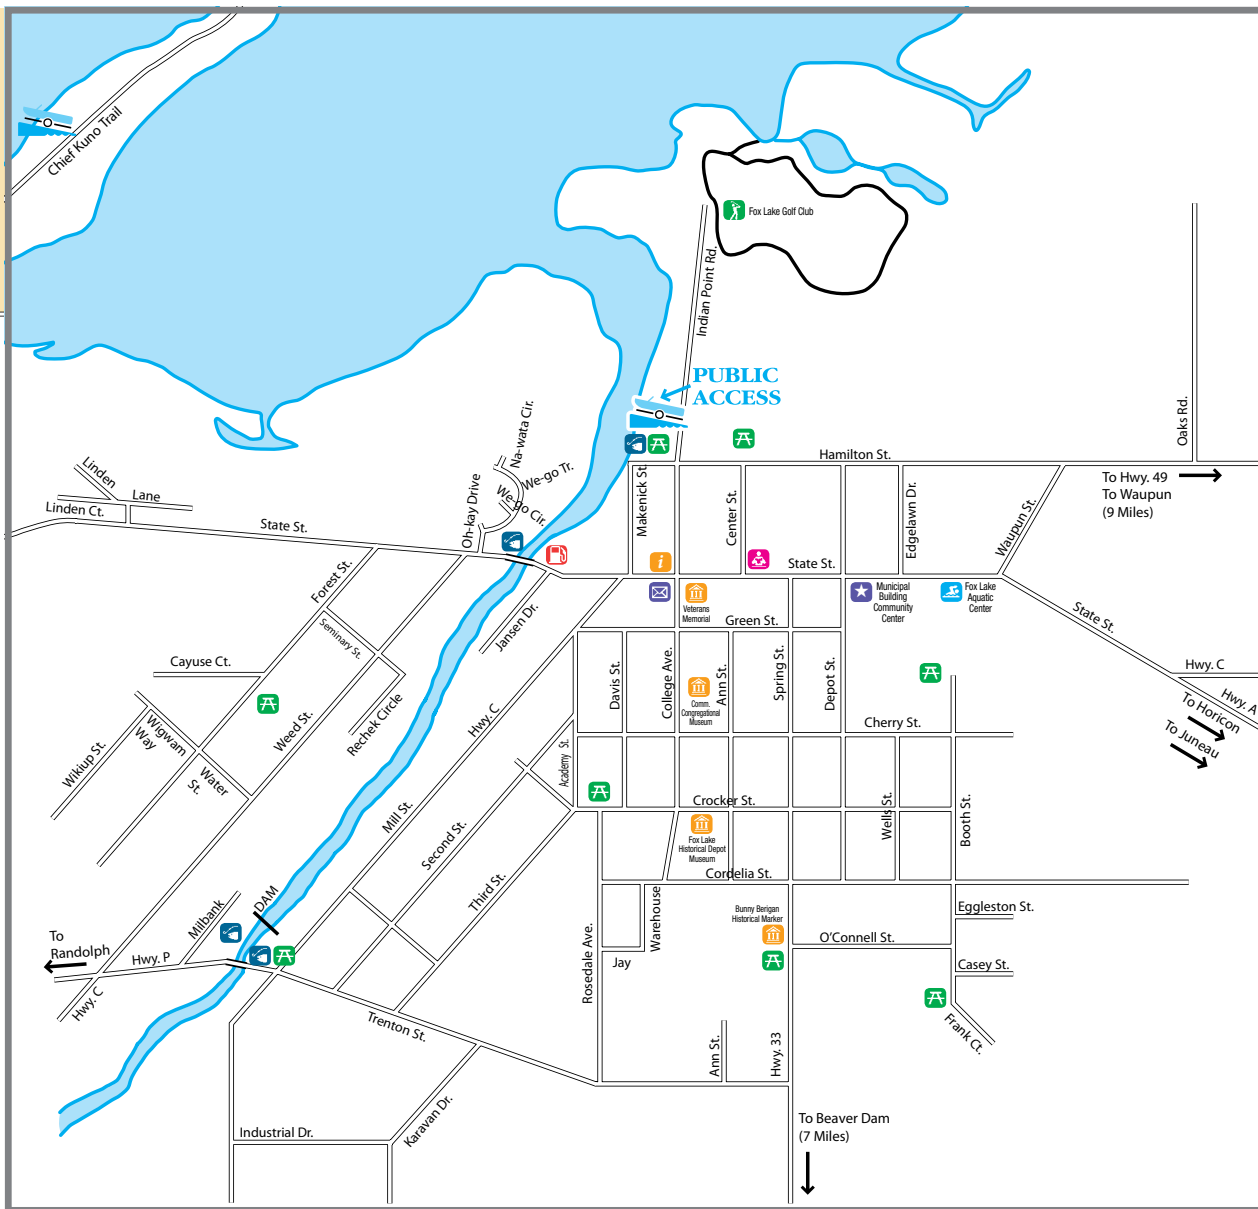 Chief Kuno Trail
Fox Lake Golf Club
Indian Point Rd.
PUBLIC
ACCESS
Oaks Rd.
Na-wata Cir.
We-go Tr.
We-go Cir.
Oh-kay Drive
Hamilton St.
To Hwy. 49
To Waupun
(9 Miles)
Linden
Lane
Linden Ct.
State St.
Makenick St.
Center St.
Edgelawn Dr.
Waupun St.
i
State St.
Forest St.
Seminary St.
Jansen Dr.
Veterans
Memorial
Municipal
Building
Community
Center
Fox Lake
Aquatic
Center
State St.
Green St.
Cayuse Ct.
Hwy. C
Hwy. A
To Horicon
To Juneau
Davis St.
College Ave.
Ann St.
Spring St.
Depot St.
Comm.
Congregational
Museum
Cherry St.
Wigwam
Way
Wikiup St.
Water
St.
Weed St.
Rechek Circle
Hwy. C
Academy St.
Mill St.
Second St.
Third St.
Crocker St.
Fox Lake
Historical Depot
Museum
Wells St.
Booth St.
Cordelia St.
DAM
Milbank
To
Randolph
Hwy. P
Hwy. C
Rosedale Ave.
Warehouse
Jay
Bunny Berigan
Historical Marker
Eggleston St.
O'Connell St.
Casey St.
Frank Ct.
Trenton St.
Ann St.
Hwy. 33
Karavan Dr.
Industrial Dr.
To Beaver Dam
(7 Miles)